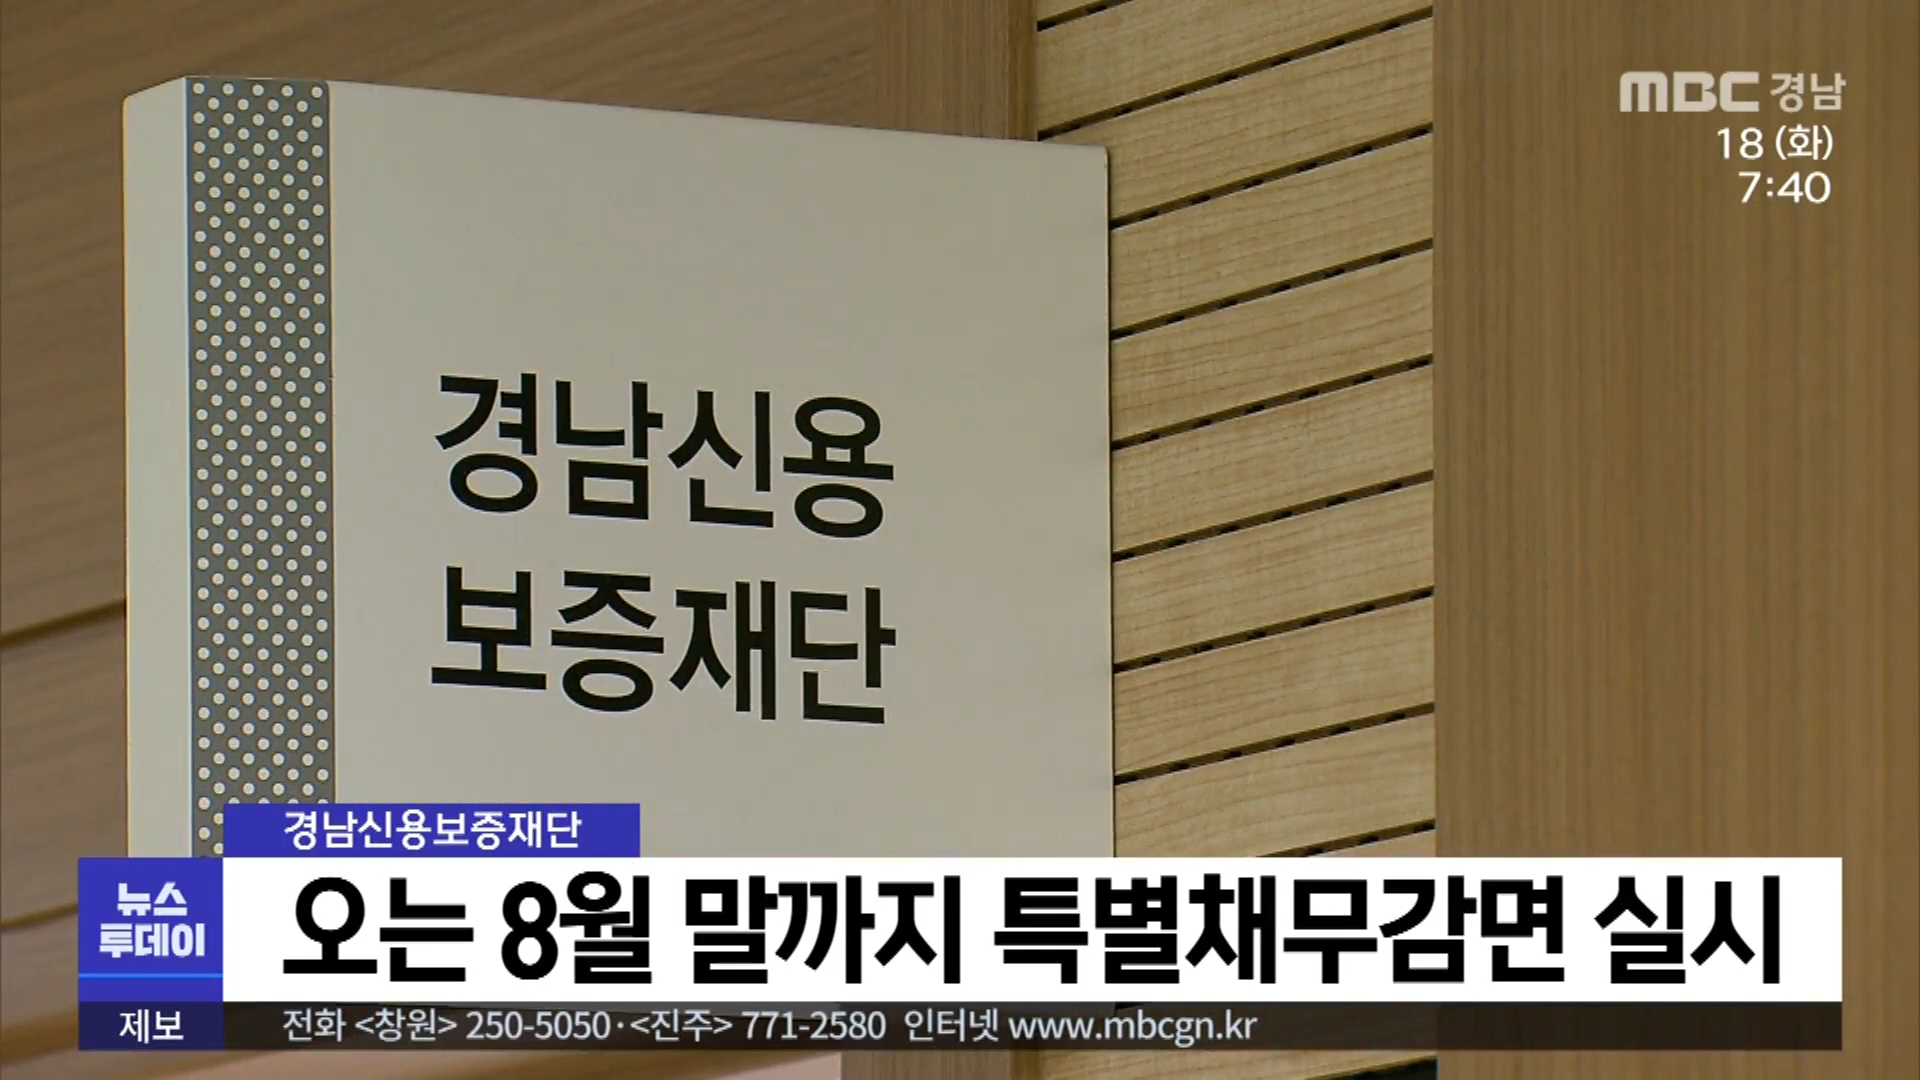 MBC 경남
18 (화)
7:40
경남신용
보증재단
경남신용보증재단
뉴스
투데이
오는 8월 말까지 특별채무감면 실시
제보
전화 <창원> 250-5050·<진주> 771-2580 인터넷 www.mbcgn.kr